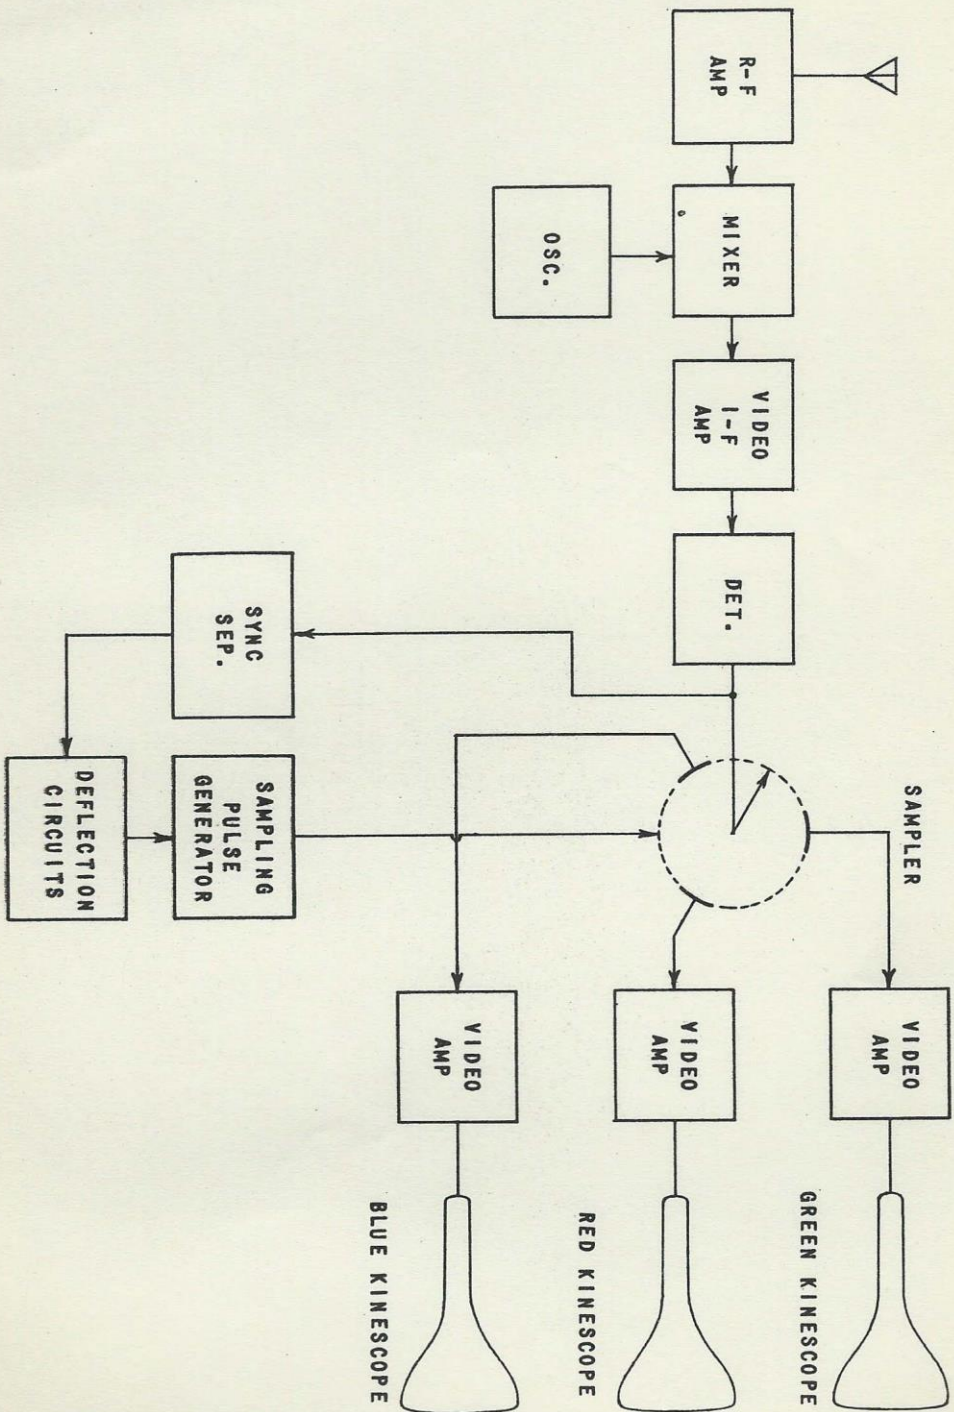 R-F
AMP
MIXER
OSC.
VIDEO
I-F
AMP
DET.
SYNC
SEP.
DEFLECTION
CIRCUITS
SAMPLING
PULSE
GENERATOR
SAMPLER
VIDEO
AMP
GREEN KINESCOPE
VIDEO
AMP
RED KINESCOPE
VIDEO
AMP
BLUE KINESCOPE